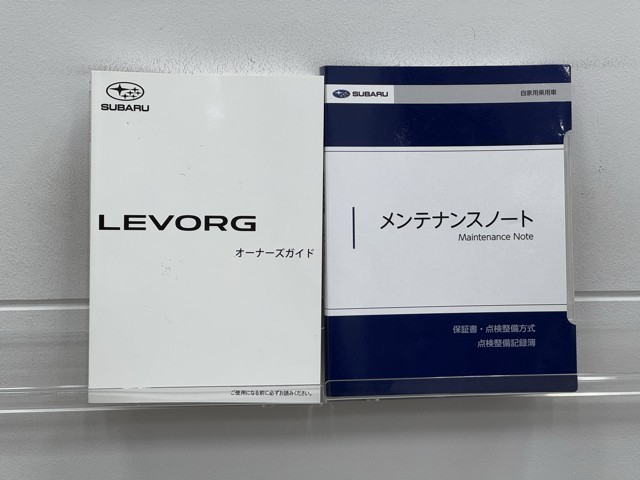 SUBARU
LEVORG
オーナーズガイド
ご使用になる前に必ずお読みください。
SUBARU
自家用乗用車
メンテナンスノート
Maintenance Note
保証書・点検整備方式
点検整備記録簿